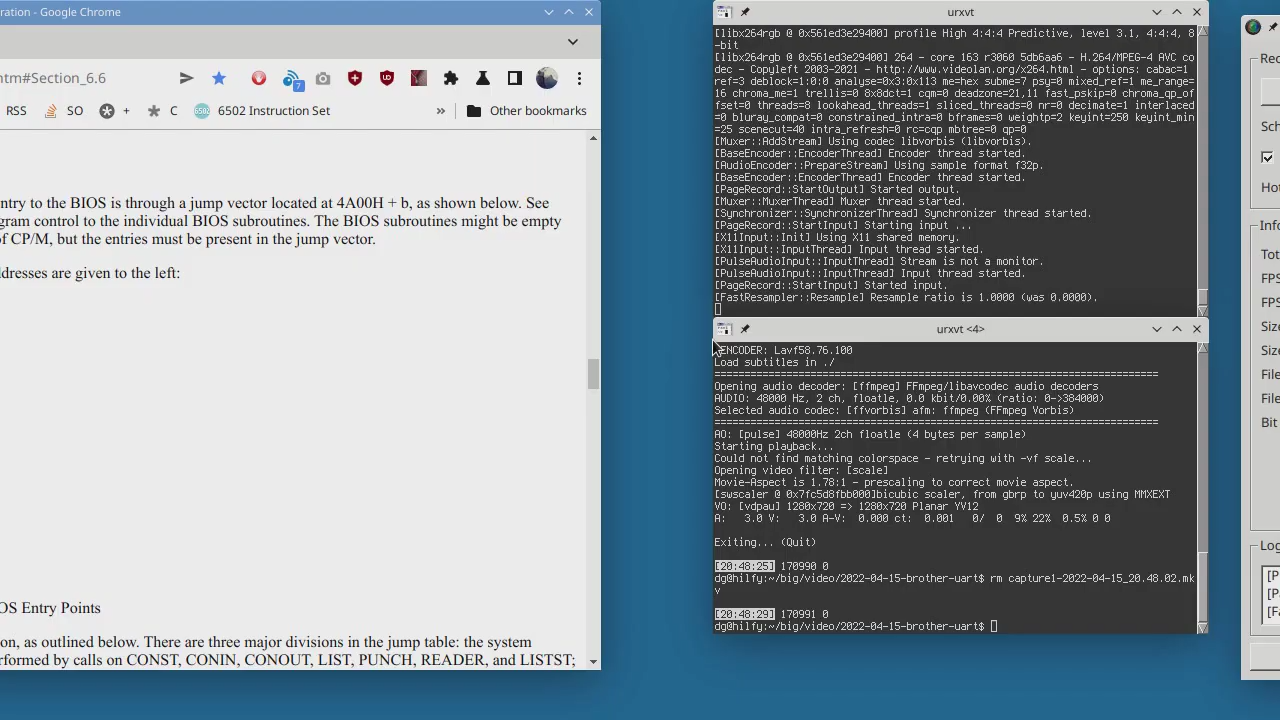 ration - Google Chrome
ntm#Section_6.6
7
RSS
SO
+
C
6502 Instruction Set
»
Other bookmarks
entry to the BIOS is through a jump vector located at 4A00H + b, as shown below. See
gram control to the individual BIOS subroutines. The BIOS subroutines might be empty
of CP/M, but the entries must be present in the jump vector.
ddresses are given to the left:
OS Entry Points
on, as outlined below. There are three major divisions in the jump table: the system
rformed by calls on CONST, CONIN, CONOUT, LIST, PUNCH, READER, and LISTST;
urxvt
[libx264rgb @ 0x561ed3e29400] profile High 4:4:4 Predictive, level 3.1, 4:4:4, 8
-bit
[libx264rgb @ 0x561ed3e29400] 264 - core 163 r3060 5db6aa6 - H.264/MPEG-4 AVC co
dec - Copyleft 2003-2021 - http://www.videolan.org/x264.html - options: cabac=1
ref=3 deblock=1:0:0 analyse=0x3:0x113 me=hex subme=7 psy=0 mixed_ref=1 me_range=
16 chroma_me=1 trellis=0 8x8dct=1 cqm=0 deadzone=21,11 fast_pskip=0 chroma_qp_of
fset=0 threads=8 lookahead_threads=1 sliced_threads=0 nr=0 decimate=1 interlaced
=0 bluray_compat=0 constrained_intra=0 bframes=0 weightp=2 keyint=250 keyint_min
=25 scenecut=40 intra_refresh=0 rc=cqp mbtree=0 qp=0
[Muxer::AddStream] Using codec libvorbis (libvorbis).
[BaseEncoder::EncoderThread] Encoder thread started.
[AudioEncoder::PrepareStream] Using sample format f32p.
[BaseEncoder::EncoderThread] Encoder thread started.
[PageRecord::StartOutput] Started output.
[Muxer::MuxerThread] Muxer thread started.
[Synchronizer::SynchronizerThread] Synchronizer thread started.
[PageRecord::StartInput] Starting input ...
[X11Input::Init] Using X11 shared memory.
[X11Input::InputThread] Input thread started.
[PulseAudioInput::InputThread] Stream is not a monitor.
[PulseAudioInput::InputThread] Input thread started.
[PageRecord::StartInput] Started input.
[FastResampler::Resample] Resample ratio is 1.0000 (was 0.0000).
urxvt <4>
ENCODER: Lavf58.76.100
Load subtitles in ./
==========================================================================
Opening audio decoder: [ffmpeg] FFmpeg/libavcodec audio decoders
AUDIO: 48000 Hz, 2 ch, floatle, 0.0 kbit/0.00% (ratio: 0->384000)
Selected audio codec: [ffvorbis] afm: ffmpeg (FFmpeg Vorbis)
==========================================================================
AO: [pulse] 48000Hz 2ch floatle (4 bytes per sample)
Starting playback...
Could not find matching colorspace - retrying with -vf scale...
Opening video filter: [scale]
Movie-Aspect is 1.78:1 - prescaling to correct movie aspect.
[swscaler @ 0x7fc5d8fbb000]bicubic scaler, from gbrp to yuv420p using MMXEXT
VO: [vdpau] 1280x720 => 1280x720 Planar YV12
A:   3.0 V:   3.0 A-V:  0.000 ct:  0.001   0/  0  9% 22%  0.5% 0 0
Exiting... (Quit)
[20:48:25] 170990 0
dg@hilfy:~/big/video/2022-04-15-brother-uart$ rm capture1-2022-04-15_20.48.02.mk
v
[20:48:29] 170991 0
dg@hilfy:~/big/video/2022-04-15-brother-uart$
Rec
Sch
Hot
Info
Tot
FPS
FPS
Size
Size
File
File
Bit
Log
[P
[P
[Fa